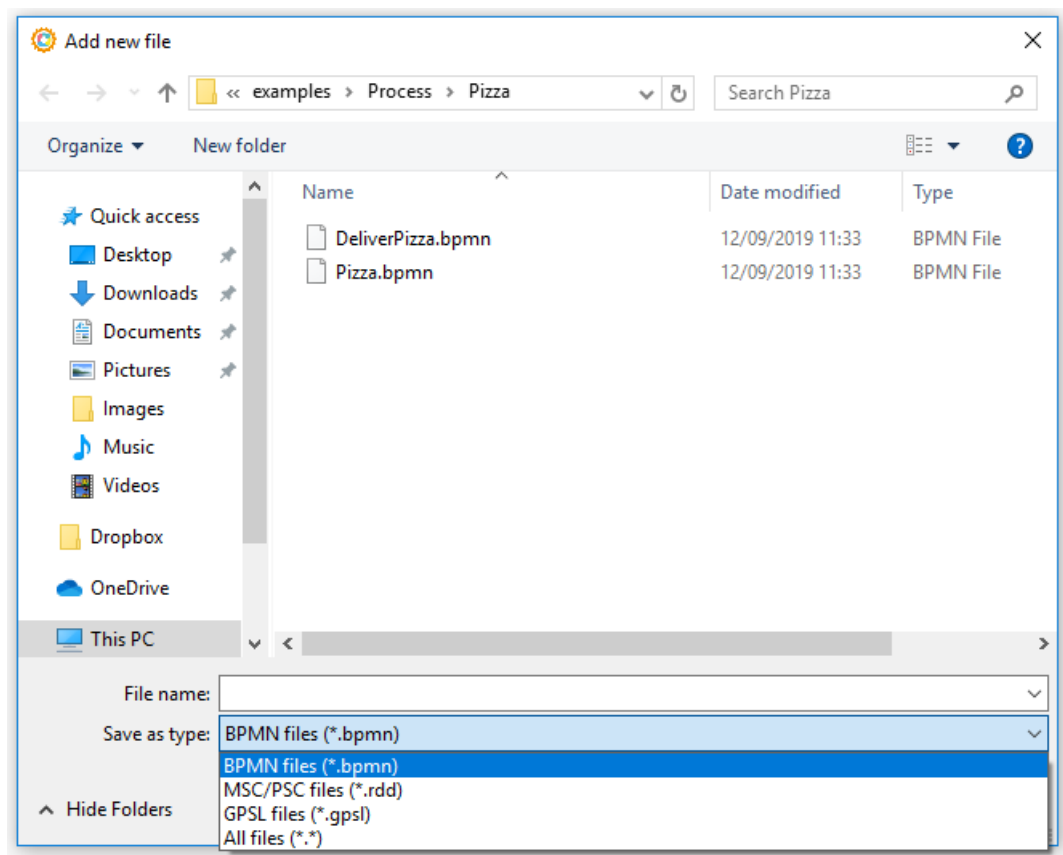 Add new file
« examples > Process > Pizza
Search Pizza
Organize
New folder
?
Name
Date modified
Type
Quick access
Desktop
Downloads
Documents
Pictures
Images
Music
Videos
Dropbox
OneDrive
This PC
DeliverPizza.bpmn 12/09/2019 11:33 BPMN File
Pizza.bpmn 12/09/2019 11:33 BPMN File
File name:
Save as type: BPMN files (*.bpmn)
BPMN files (*.bpmn)
MSC/PSC files (*.rdd)
GPSL files (*.gpsl)
All files (*.*)
Hide Folders